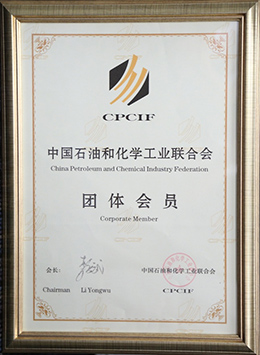 CPCIF
中国石油和化学工业联合会
China Petroleum and Chemical Industry Federation
团体会员
Corporate Member
会长:
中国石油和化学工业联合会
Chairman Li Yongwu
CPCIF